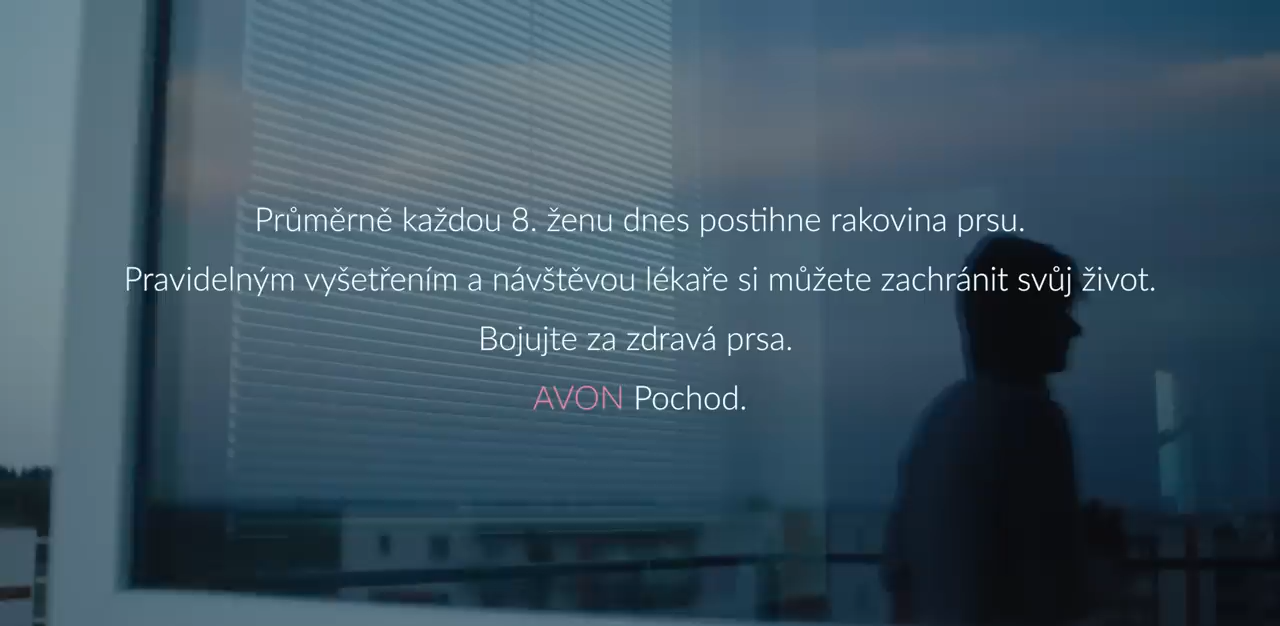 Průměrně každou 8. ženu dnes postihne rakovina prsu.
Pravidelným vyšetřením a návštěvou lékaře si můžete zachránit svůj život.
Bojujte za zdravá prsa.
AVON Pochod.